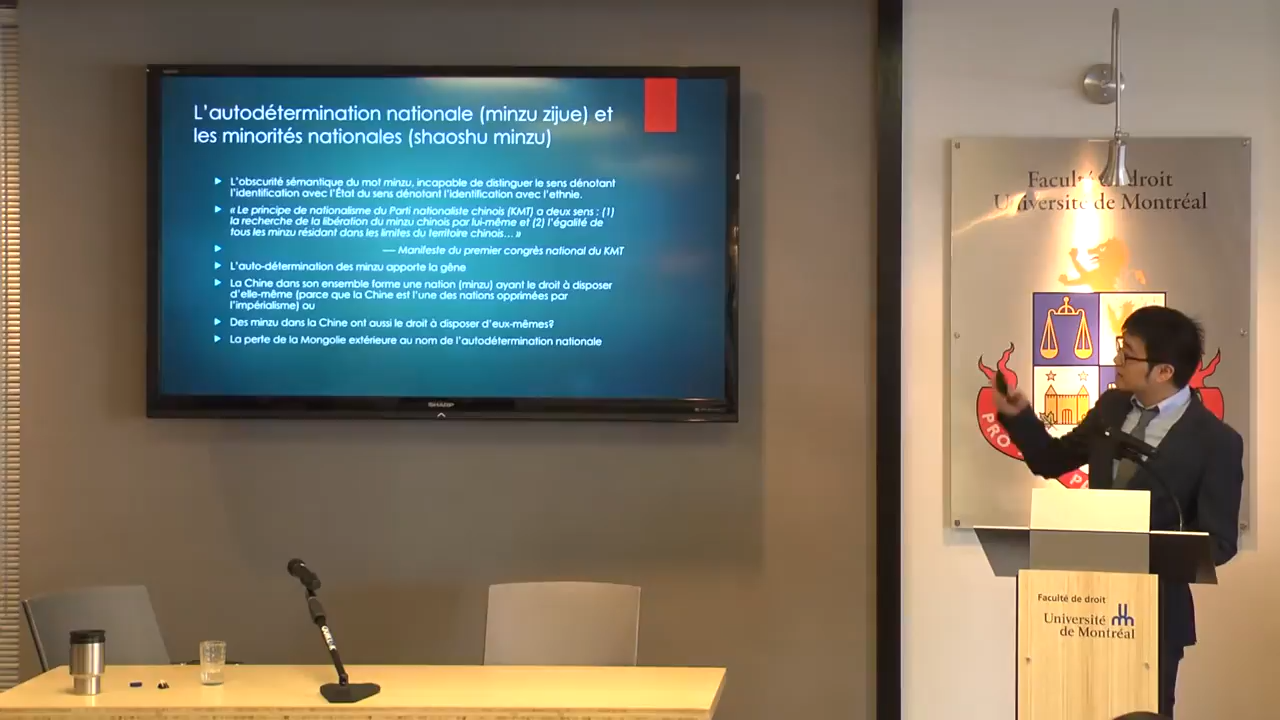 L'autodétermination nationale (minzu zijue) et
les minorités nationales (shaoshu minzu)
L'obscurité sémantique du mot minzu, incapable de distinguer le sens dénotant
l'identification avec l'État du sens dénotant l'identification avec l'ethnie.
« Le principe de nationalisme du Parti nationaliste chinois (KMT) a deux sens : (1)
la recherche de la libération du minzu chinois par lui-même et (2) l'égalité de
tous les minzu résidant dans les limites du territoire chinois… »
— Manifeste du premier congrès national du KMT
L'auto-détermination des minzu apporte la gêne
La Chine dans son ensemble forme une nation (minzu) ayant le droit à disposer
d'elle-même (parce que la Chine est l'une des nations opprimées par
l'impérialisme) ou
Des minzu dans la Chine ont aussi le droit à disposer d'eux-mêmes?
La perte de la Mongolie extérieure au nom de l'autodétermination nationale
SHARP
Faculté de droit
Université de Montréal
PRO
P
Faculté de droit
Université
de Montréal